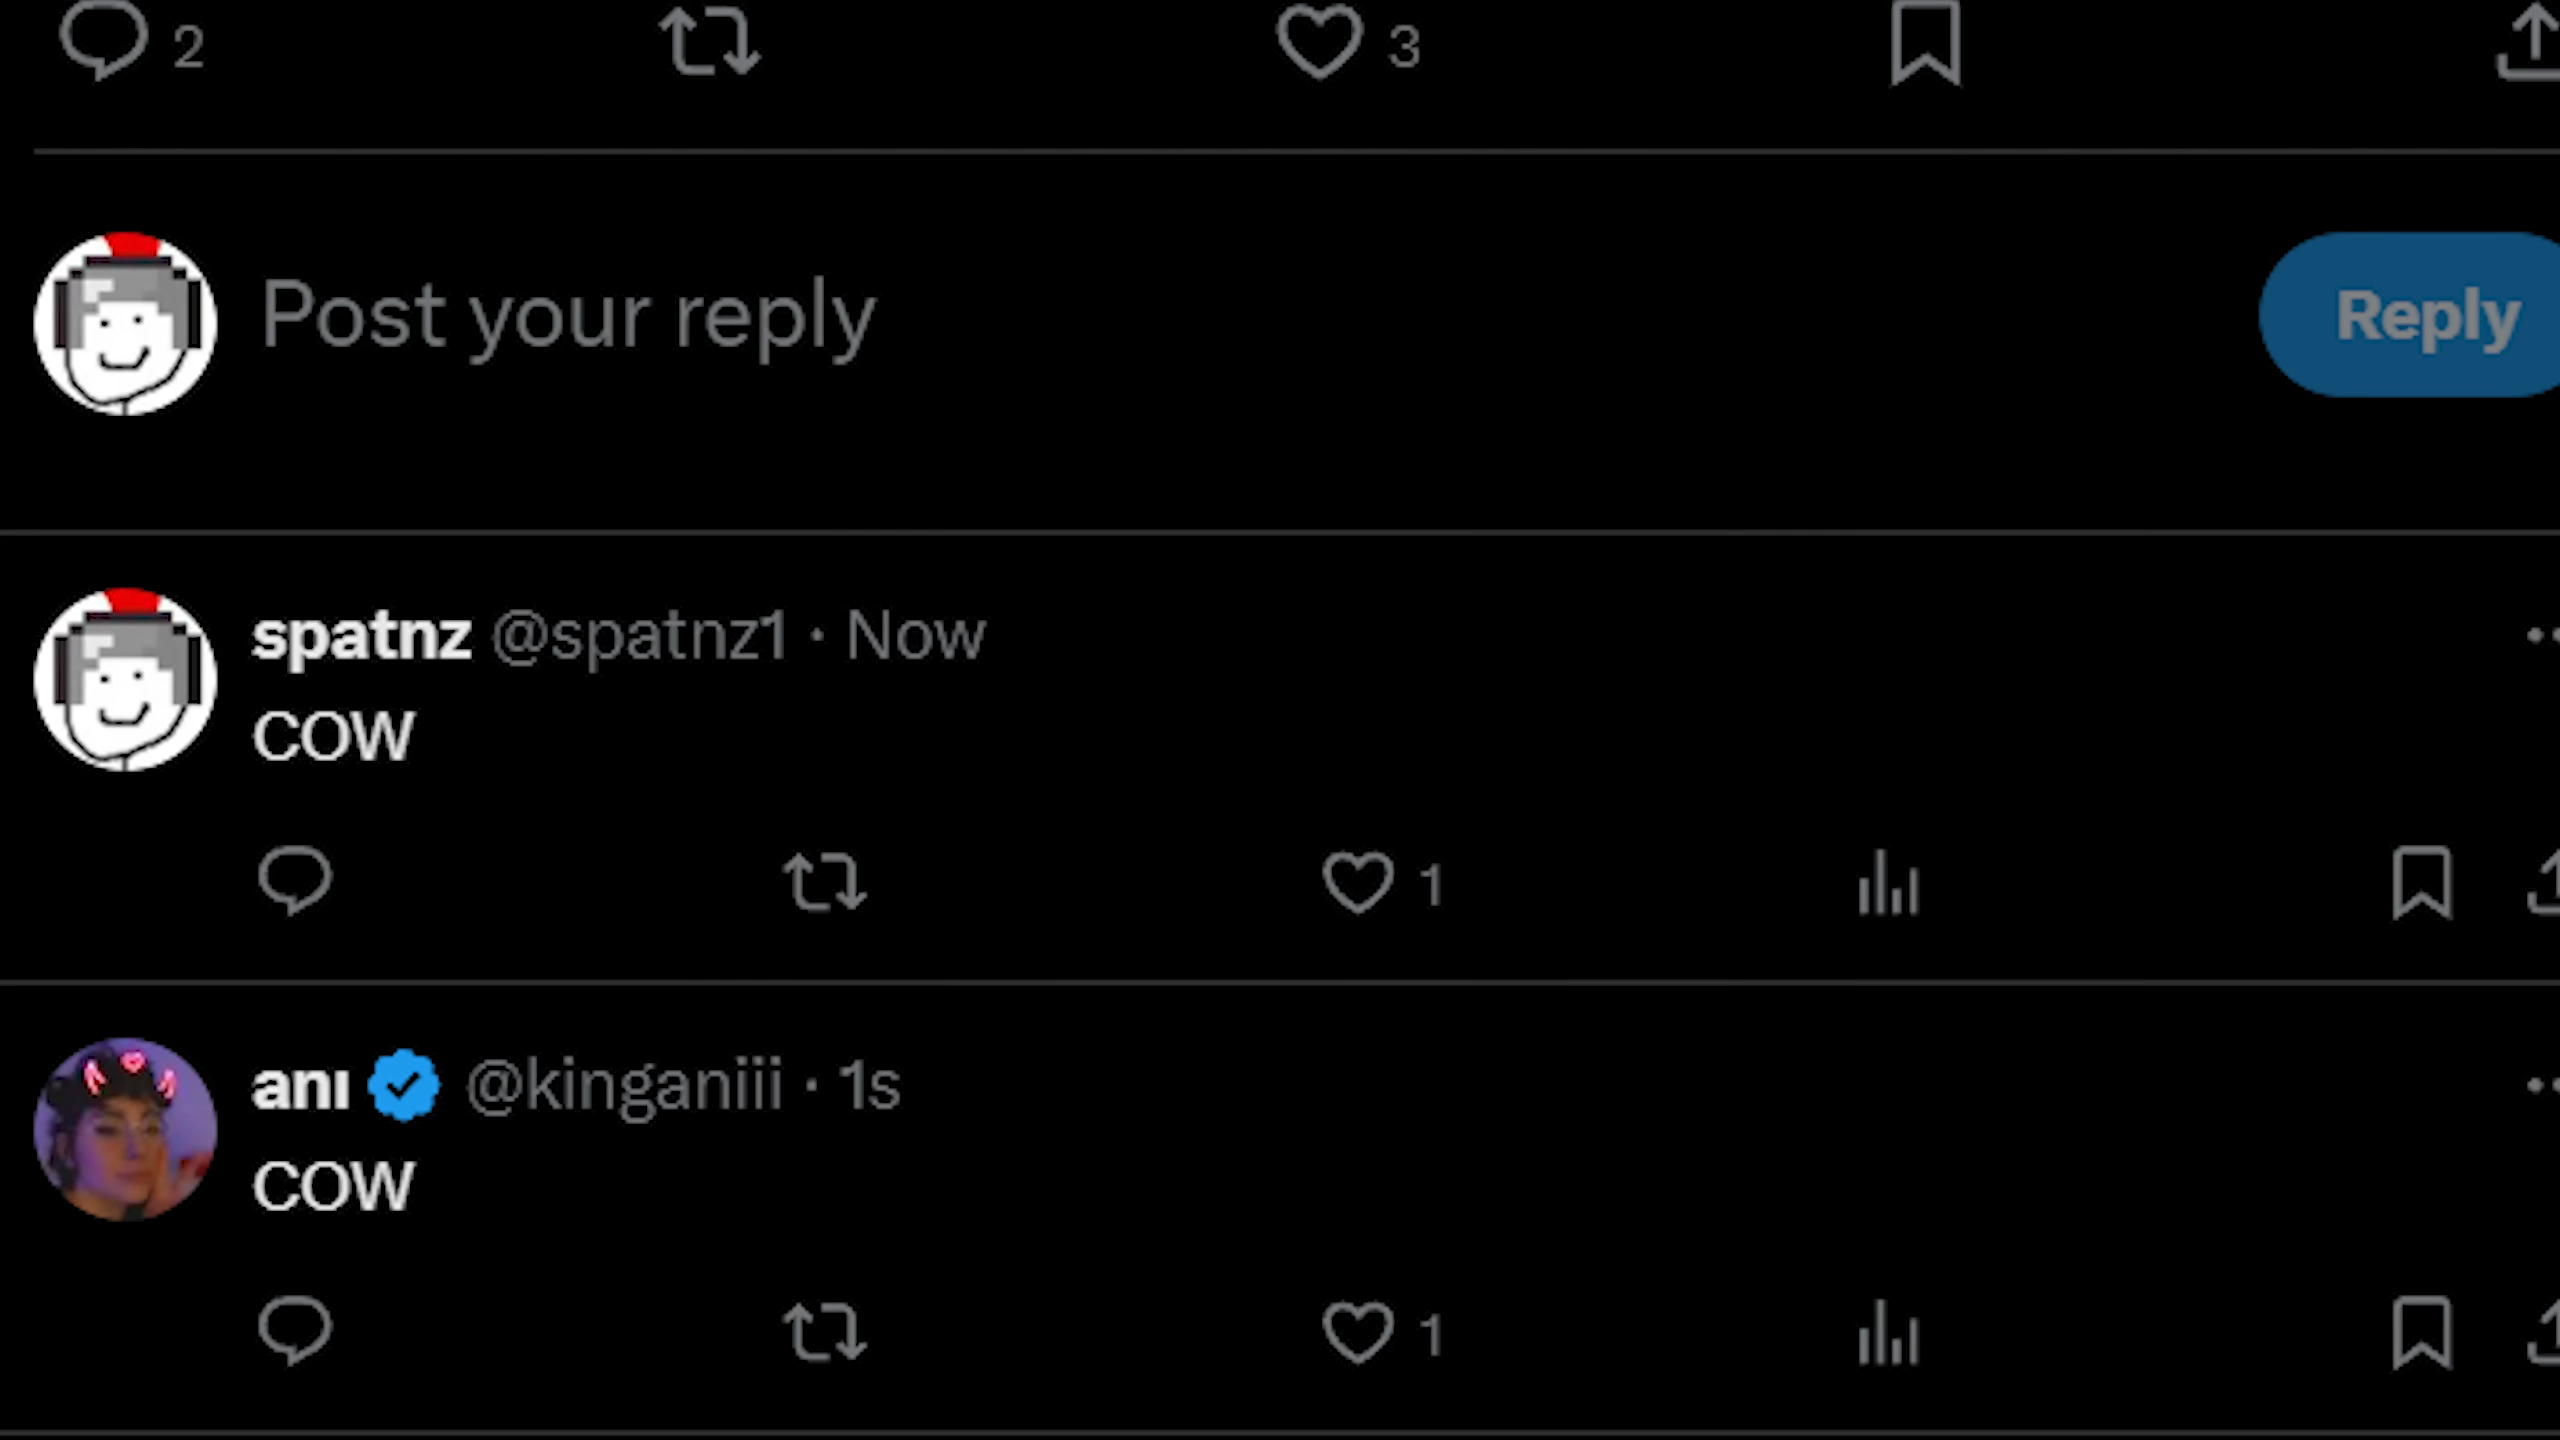 2 3
Post your reply Reply
spatnz @spatnz1 · Now
COW
1
anı @kinganiii · 1s
COW
1